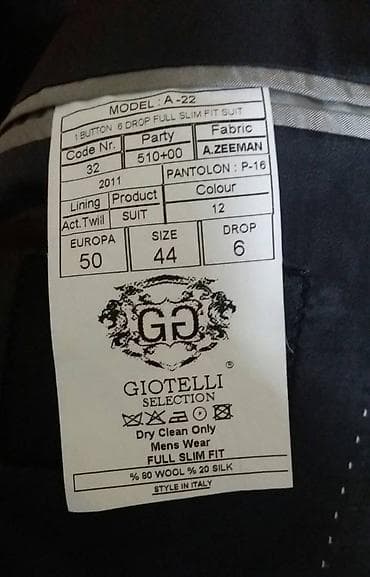 MODEL : A -22
1 BUTTON 6 DROP FULL SLIM FIT SUIT
Code Nr. Party Fabric
32 510+00 A.ZEEMAN
2011 PANTOLON : P-16
Lining Product Colour
Act.Twill SUIT 12
EUROPA SIZE DROP
50 44 6
GG
®
GIOTELLI
SELECTION
Dry Clean Only
Mens Wear
FULL SLIM FIT
% 80 WOOL % 20 SILK
STYLE IN ITALY